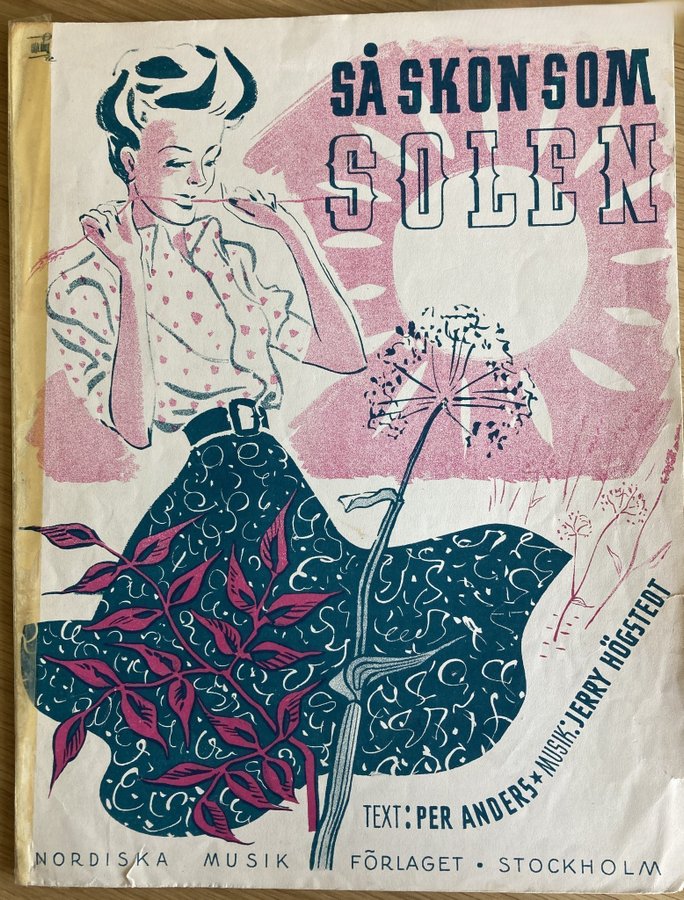 SÅ SKÖN SOM
SOLEN
TEXT: PER ANDERS ★ MUSIK: JERRY HÖGSTEDT
NORDISKA MUSIK FÖRLAGET • STOCKHOLM